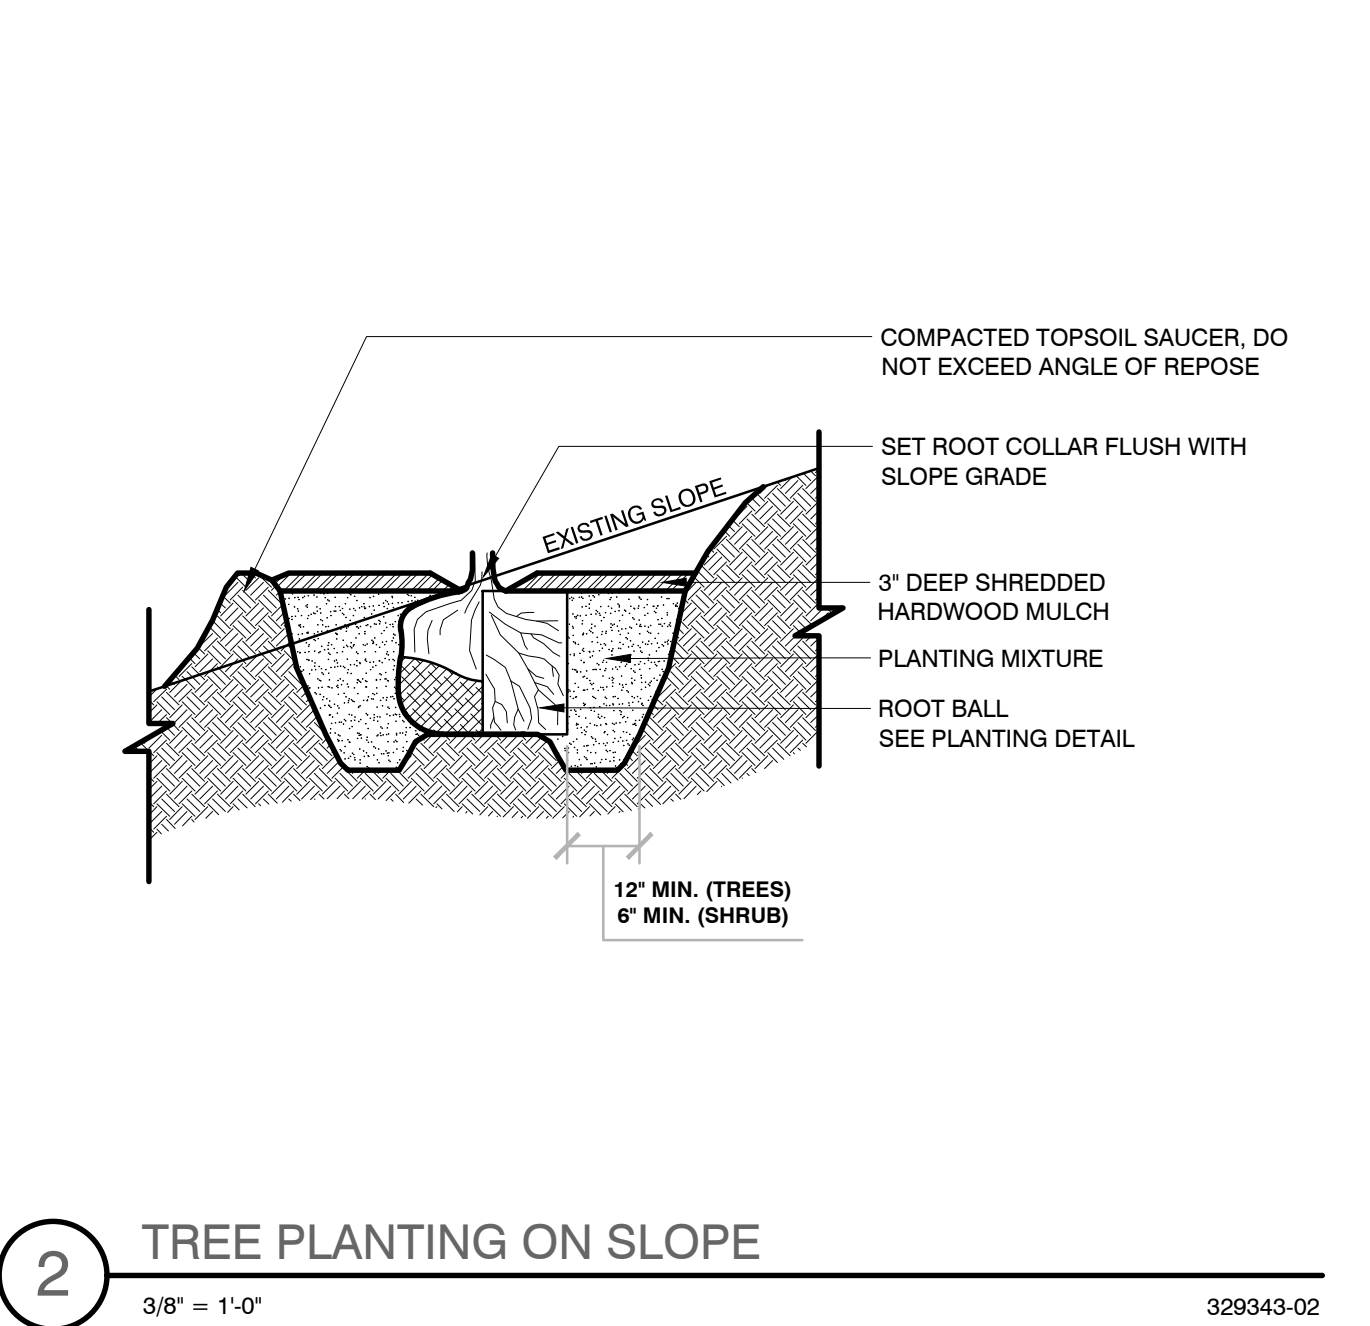 COMPACTED TOPSOIL SAUCER, DO
NOT EXCEED ANGLE OF REPOSE
SET ROOT COLLAR FLUSH WITH
SLOPE GRADE
EXISTING SLOPE
3" DEEP SHREDDED
HARDWOOD MULCH
PLANTING MIXTURE
ROOT BALL
SEE PLANTING DETAIL
12" MIN. (TREES)
6" MIN. (SHRUB)
2
TREE PLANTING ON SLOPE
3/8" = 1'-0"
329343-02